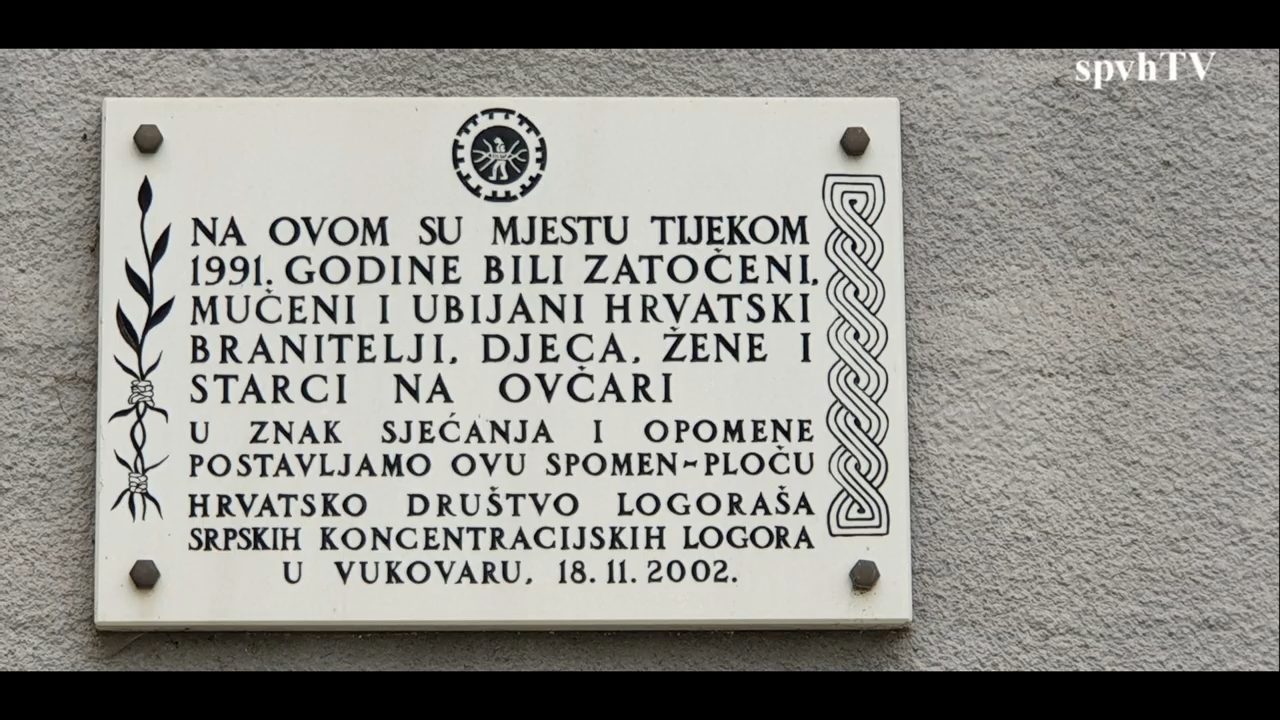 spvhTV
NA OVOM SU MJESTU TIJEKOM
1991. GODINE BILI ZATOČENI,
MUČENI I UBIJANI HRVATSKI
BRANITELJI, DJECA, ŽENE I
STARCI NA OVČARI
U ZNAK SJEĆANJA I OPOMENE
POSTAVLJAMO OVU SPOMEN-PLOČU
HRVATSKO DRUŠTVO LOGORAŠA
SRPSKIH KONCENTRACIJSKIH LOGORA
U VUKOVARU, 18.11.2002.